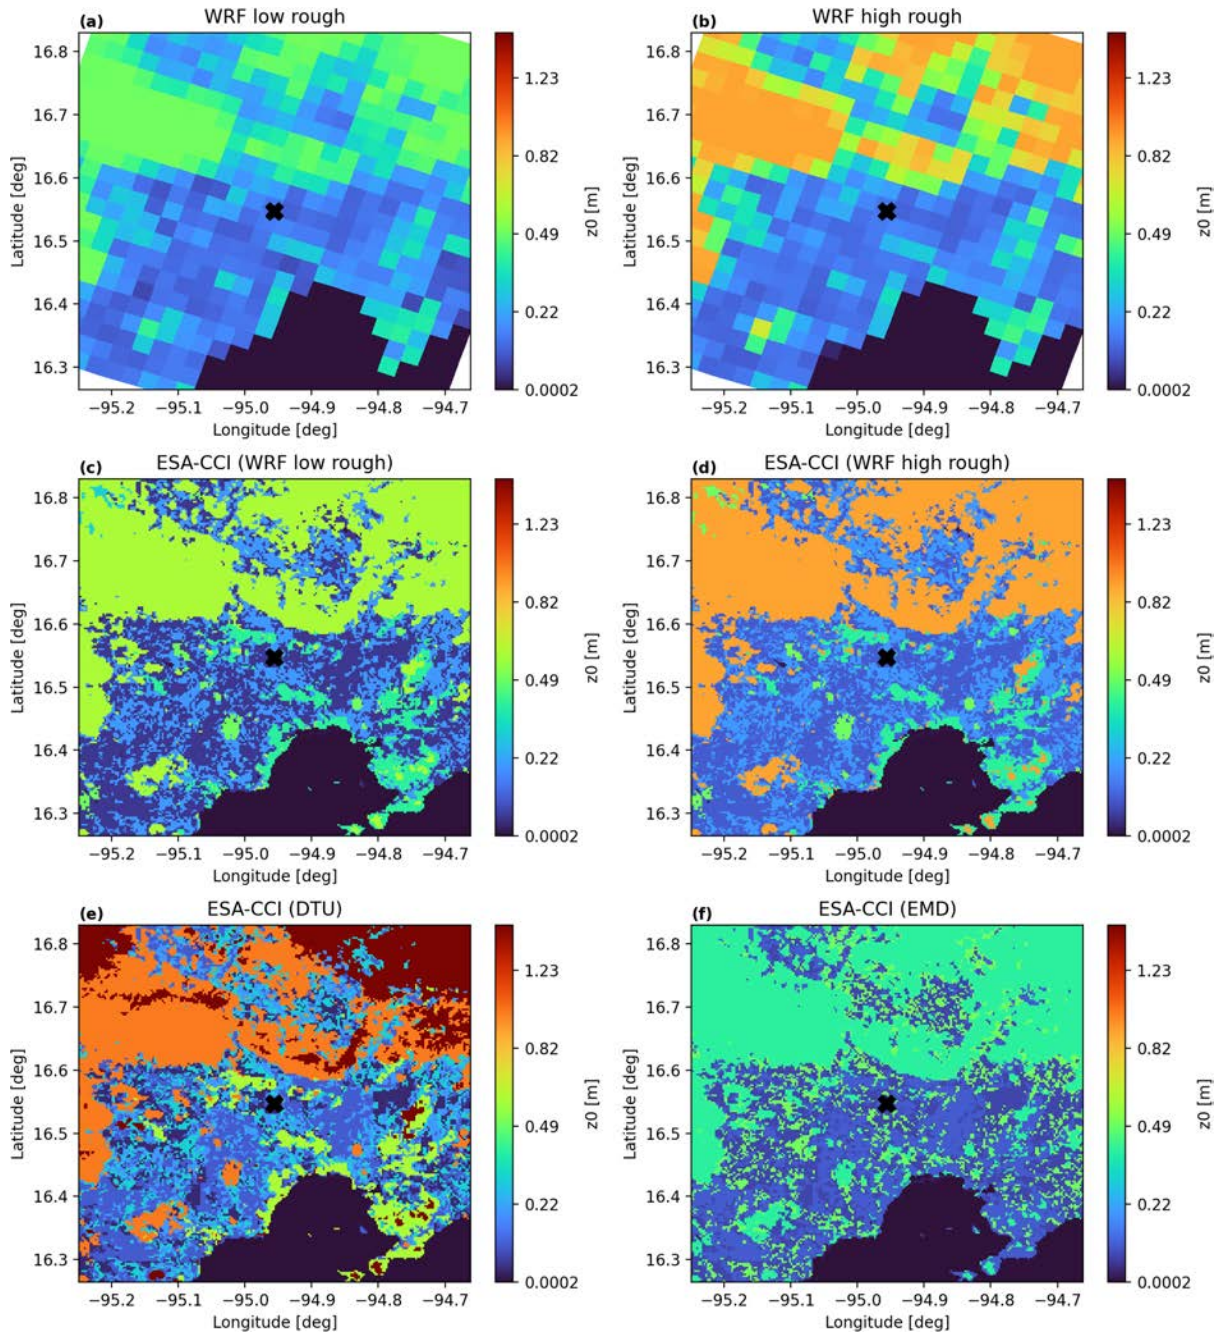 (a) WRF low rough
(b) WRF high rough
16.8
16.7
16.6
16.5
16.4
16.3
Latitude [deg]
−95.2 −95.1 −95.0 −94.9 −94.8 −94.7
Longitude [deg]
1.23
0.82
0.49
0.22
0.0002
z0 [m]
16.8
16.7
16.6
16.5
16.4
16.3
Latitude [deg]
−95.2 −95.1 −95.0 −94.9 −94.8 −94.7
Longitude [deg]
1.23
0.82
0.49
0.22
0.0002
z0 [m]
(c) ESA-CCI (WRF low rough)
(d) ESA-CCI (WRF high rough)
16.8
16.7
16.6
16.5
16.4
16.3
Latitude [deg]
−95.2 −95.1 −95.0 −94.9 −94.8 −94.7
Longitude [deg]
1.23
0.82
0.49
0.22
0.0002
z0 [m]
16.8
16.7
16.6
16.5
16.4
16.3
Latitude [deg]
−95.2 −95.1 −95.0 −94.9 −94.8 −94.7
Longitude [deg]
1.23
0.82
0.49
0.22
0.0002
z0 [m]
(e) ESA-CCI (DTU)
(f) ESA-CCI (EMD)
16.8
16.7
16.6
16.5
16.4
16.3
Latitude [deg]
−95.2 −95.1 −95.0 −94.9 −94.8 −94.7
Longitude [deg]
1.23
0.82
0.49
0.22
0.0002
z0 [m]
16.8
16.7
16.6
16.5
16.4
16.3
Latitude [deg]
−95.2 −95.1 −95.0 −94.9 −94.8 −94.7
Longitude [deg]
1.23
0.82
0.49
0.22
0.0002
z0 [m]